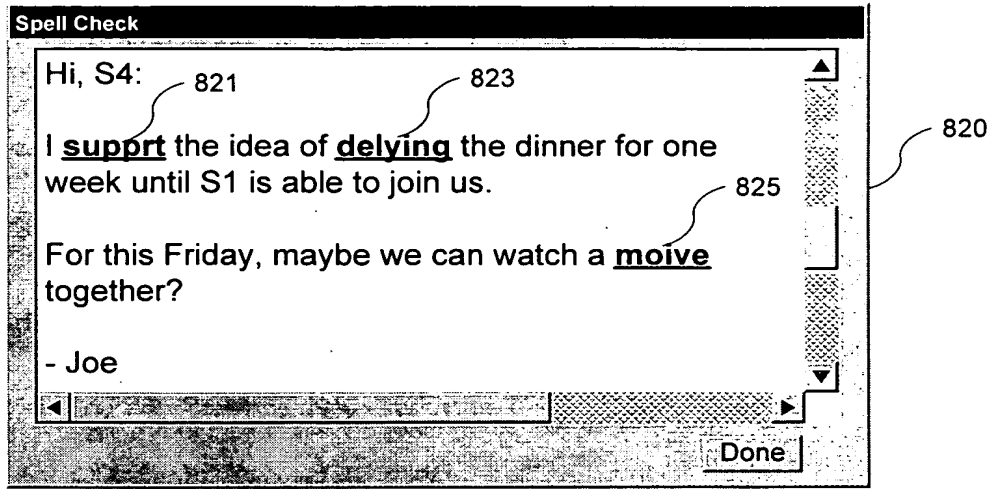 Spell Check
Hi, S4:
821
823
I supprt the idea of delying the dinner for one
820
week until S1 is able to join us.
825
For this Friday, maybe we can watch a moive
together?
- Joe
Done